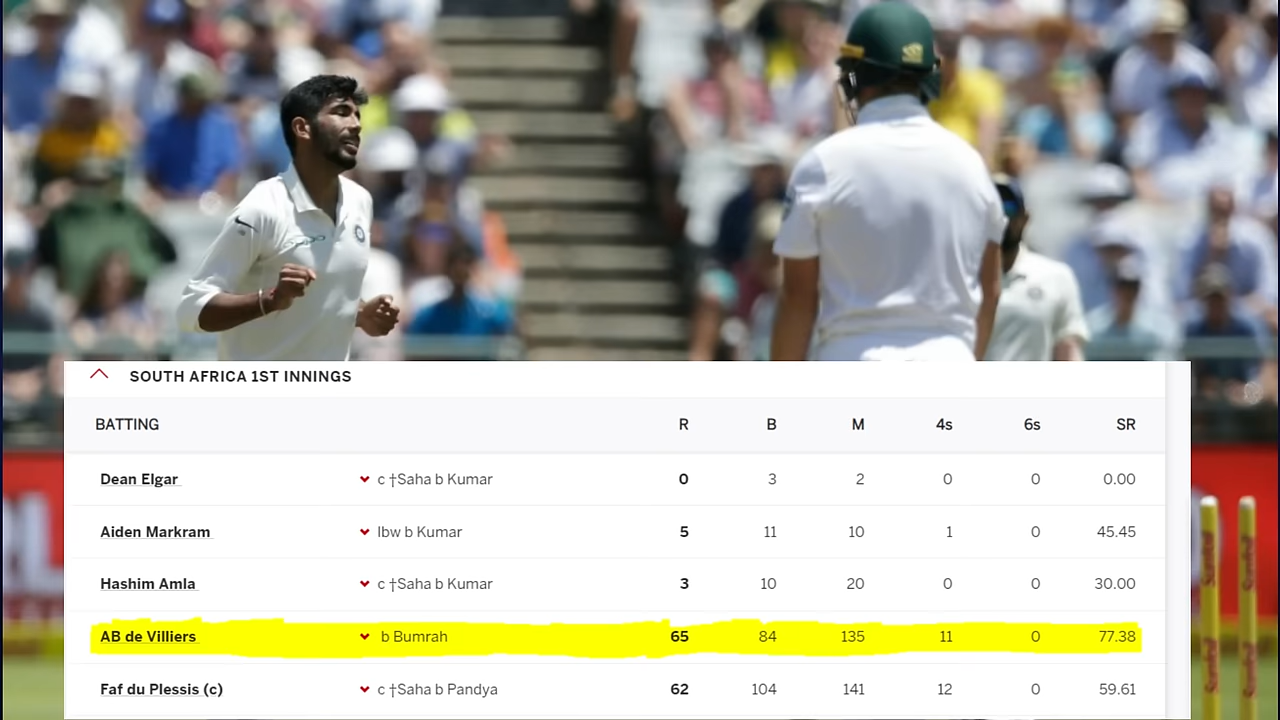 SOUTH AFRICA 1ST INNINGS
BATTING R B M 4s 6s SR
Dean Elgar c †Saha b Kumar 0 3 2 0 0 0.00
Aiden Markram lbw b Kumar 5 11 10 1 0 45.45
Hashim Amla c †Saha b Kumar 3 10 20 0 0 30.00
AB de Villiers b Bumrah 65 84 135 11 0 77.38
Faf du Plessis (c) c †Saha b Pandya 62 104 141 12 0 59.61